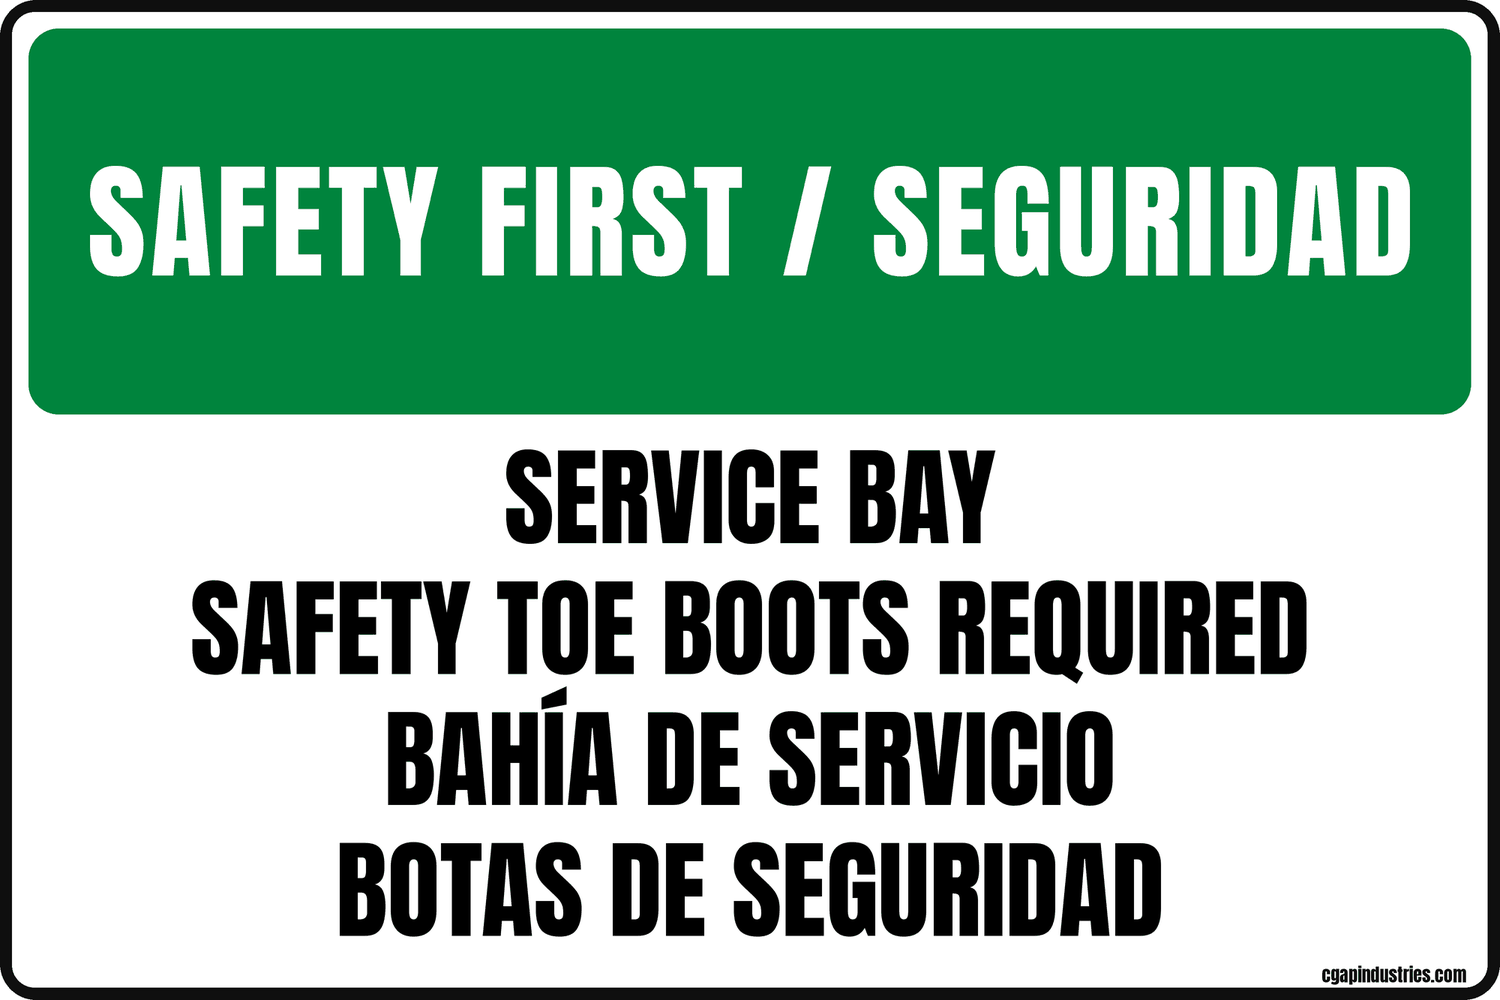 SAFETY FIRST / SEGURIDAD
SERVICE BAY
SAFETY TOE BOOTS REQUIRED
BAHÍA DE SERVICIO
BOTAS DE SEGURIDAD
cgapindustries.com